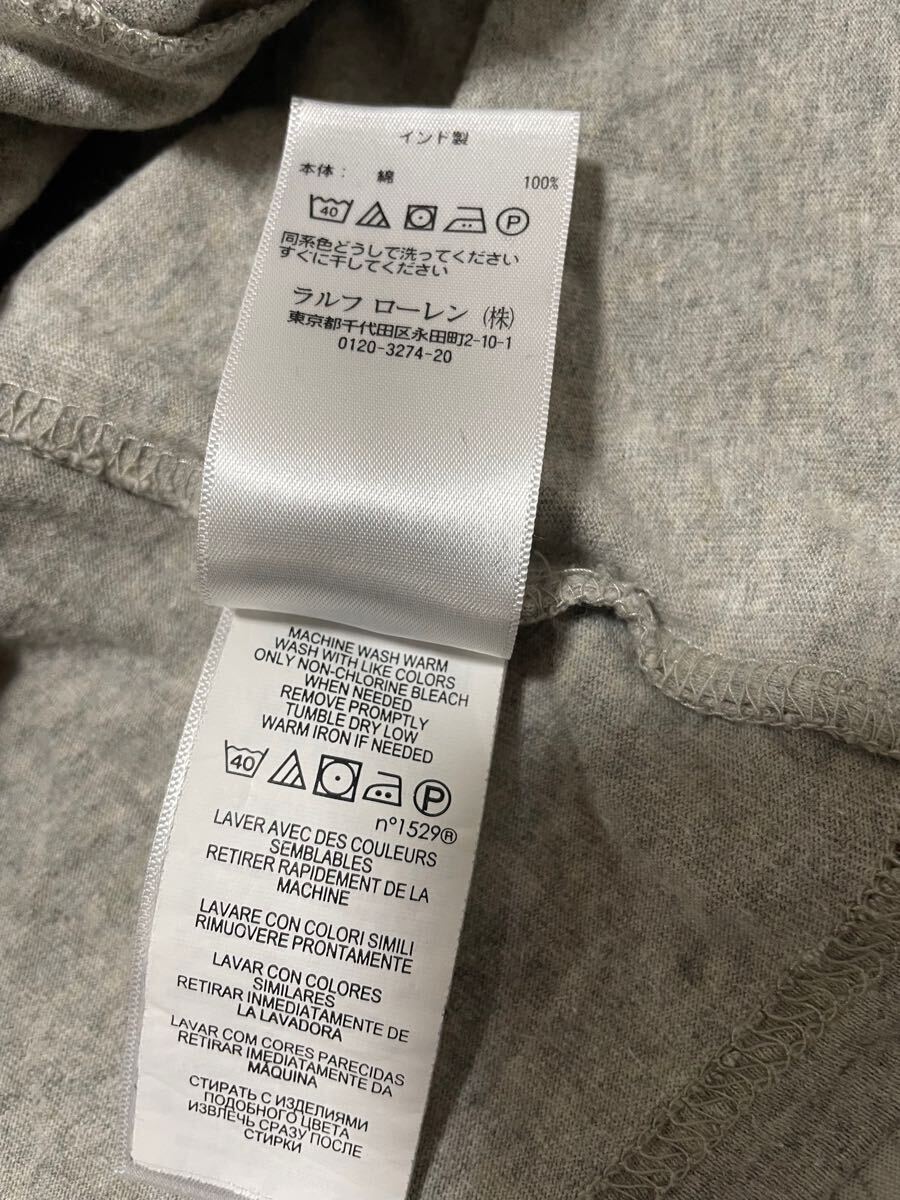 インド製
本体: 綿 100%
40 P
同系色どうしで洗ってください
すぐに干してください
ラルフ ローレン (株)
東京都千代田区永田町2-10-1
0120-3274-20
MACHINE WASH WARM
WASH WITH LIKE COLORS
ONLY NON-CHLORINE BLEACH
WHEN NEEDED
REMOVE PROMPTLY
TUMBLE DRY LOW
WARM IRON IF NEEDED
40 P
n°1529®
LAVER AVEC DES COULEURS
SEMBLABLES
RETIRER RAPIDEMENT DE LA
MACHINE
LAVARE CON COLORI SIMILI
RIMUOVERE PRONTAMENTE
LAVAR CON COLORES
SIMILARES
RETIRAR INMEDIATAMENTE DE
LA LAVADORA
LAVAR COM CORES PARECIDAS
RETIRAR IMEDIATAMENTE DA
MÁQUINA
СТИРАТЬ С ИЗДЕЛИЯМИ
ПОДОБНОГО ЦВЕТА
ИЗВЛЕЧЬ СРАЗУ ПОСЛЕ
СТИРКИ